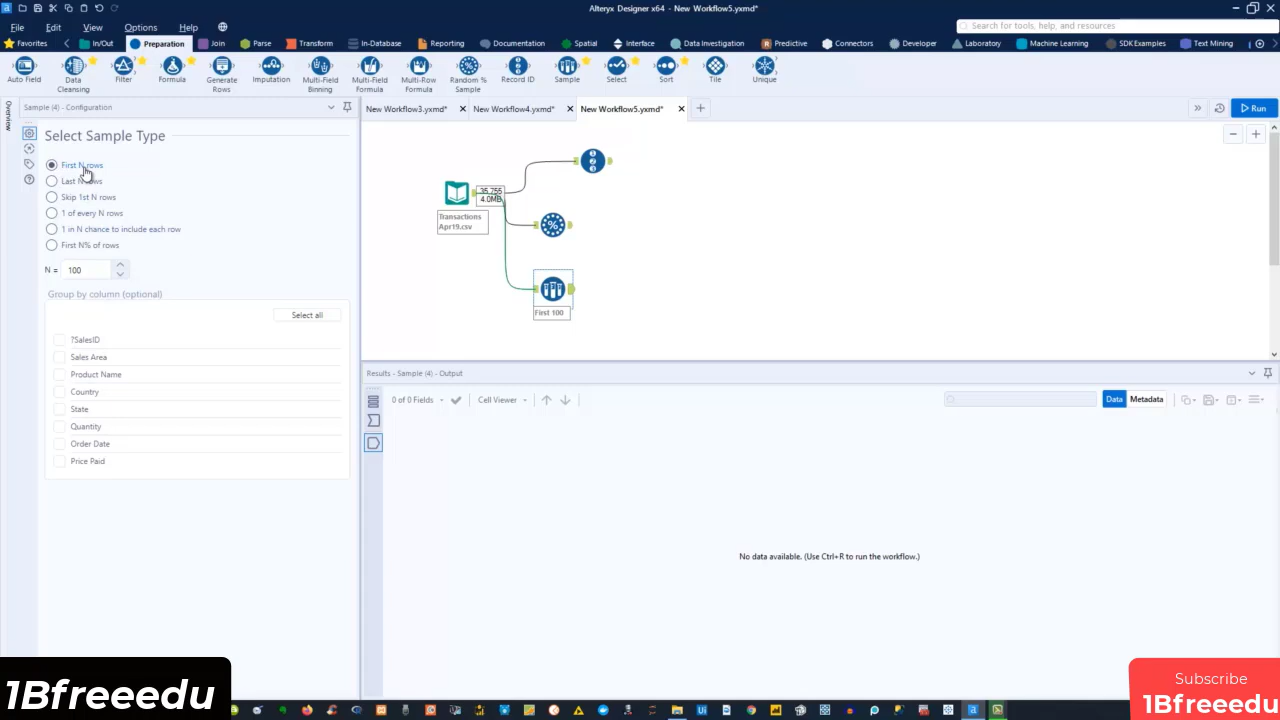 Alteryx Designer x64 - New Workflow5.yxmd*
File Edit View Options Help
Search for tools, help, and resources
Favorites In/Out Preparation Join Parse Transform In-Database Reporting Documentation Spatial Interface Data Investigation Predictive Connectors Developer Laboratory Machine Learning SDK Examples Text Mining
Auto Field Data Cleansing Filter Formula Generate Rows Imputation Multi-Field Binning Multi-Field Formula Multi-Row Formula Random % Sample Record ID Sample Select Sort Tile Unique
Sample (4) - Configuration
New Workflow3.yxmd* New Workflow4.yxmd* New Workflow5.yxmd*
Run
Overview
Select Sample Type
First N rows
Last N rows
Skip 1st N rows
1 of every N rows
1 in N chance to include each row
First N% of rows
N = 100
Group by column (optional)
Select all
?SalesID
Sales Area
Product Name
Country
State
Quantity
Order Date
Price Paid
35,755
4.0MB
Transactions
Apr19.csv
First 100
Results - Sample (4) - Output
0 of 0 Fields Cell Viewer Data Metadata
No data available. (Use Ctrl+R to run the workflow.)
1Bfreeedu
Subscribe
1Bfreeedu